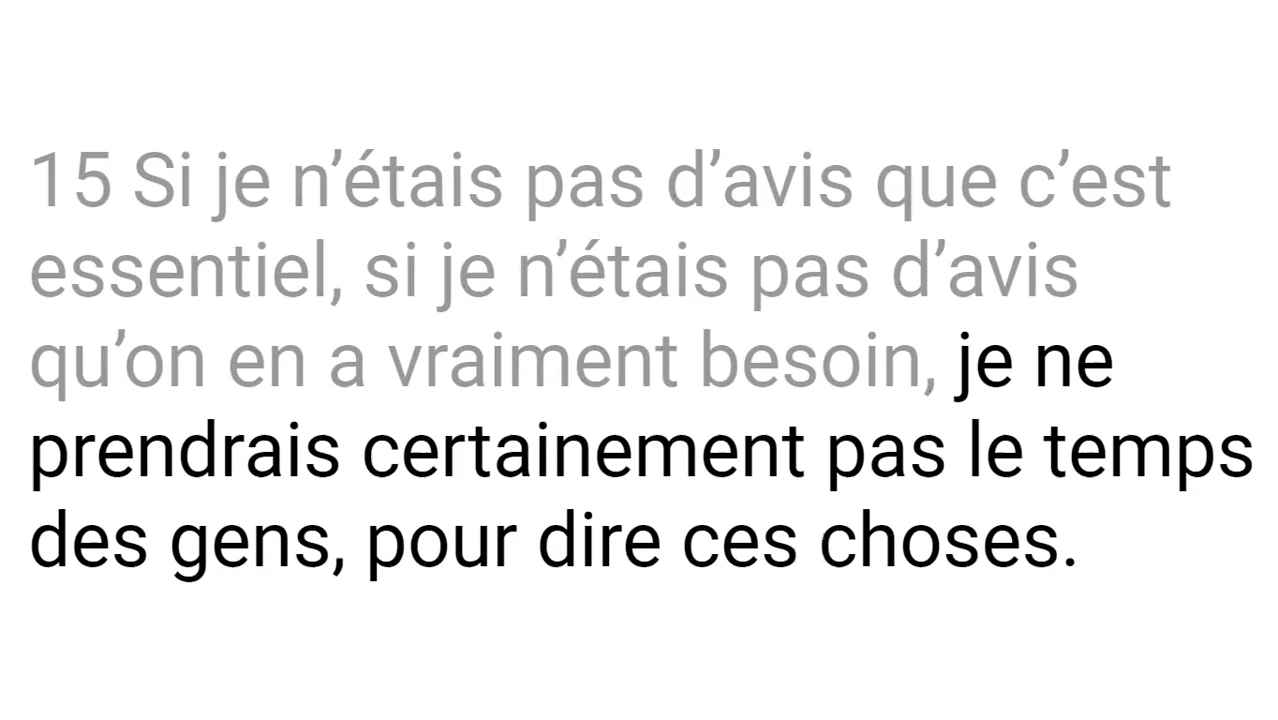 15 Si je n’étais pas d’avis que c’est
essentiel, si je n’étais pas d’avis
qu’on en a vraiment besoin, je ne
prendrais certainement pas le temps
des gens, pour dire ces choses.